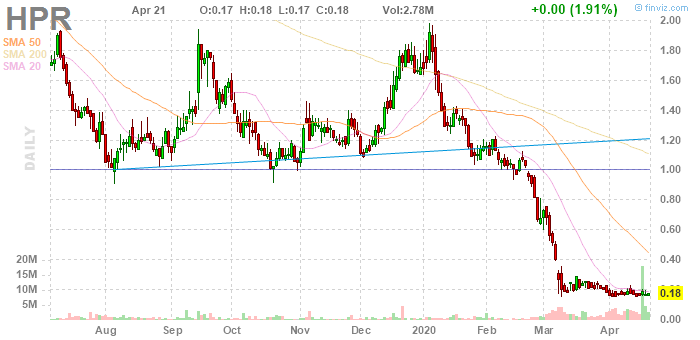 HPR Apr 21 O:0.17 H:0.18 L:0.17 C:0.18 Vol:2.78M +0.00 (1.91%) © finviz.com
SMA 50
SMA 200
SMA 20
DAILY
2.00
1.80
1.60
1.40
1.20
1.00
0.80
0.60
0.40
0.18
0.00
20M
15M
10M
5M
Aug Sep Oct Nov Dec 2020 Feb Mar Apr